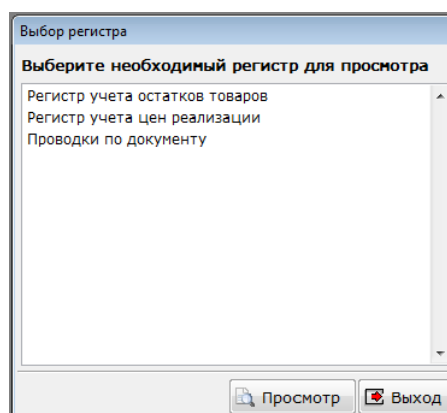 Выбор регистра
Выберите необходимый регистр для просмотра
Регистр учета остатков товаров
Регистр учета цен реализации
Проводки по документу
Просмотр
Выход